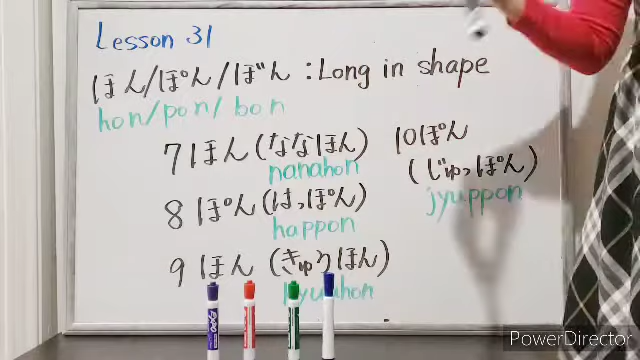 Lesson 31
ほん/ぽん/ぼん : Long in shape
hon/pon/bon
7ほん (ななほん)
nanahon
8ぽん (はっぽん)
happon
9ほん (きゅうほん)
10ぽん
(じゅっぽん)
jyuppon
EXPO
PowerDirector